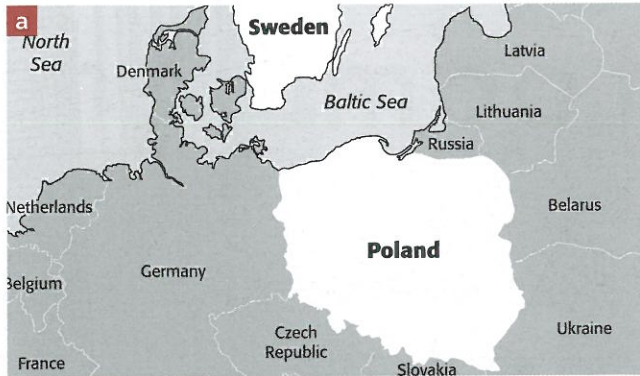 a
North
Sea
Sweden
Denmark
Latvia
Baltic Sea
Lithuania
Russia
Netherlands
Belarus
Poland
Belgium
Germany
Czech
Republic
Ukraine
France
Slovakia